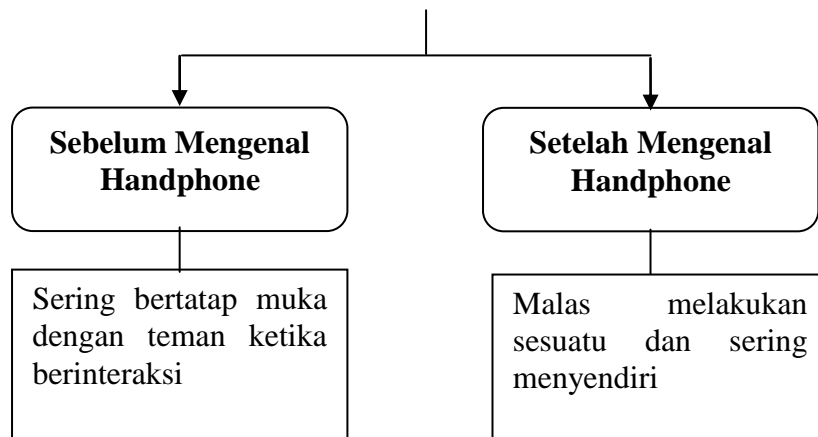 Sebelum Mengenal
Handphone
Setelah Mengenal
Handphone
Sering bertatap muka
dengan teman ketika
berinteraksi
Malas melakukan
sesuatu dan sering
menyendiri